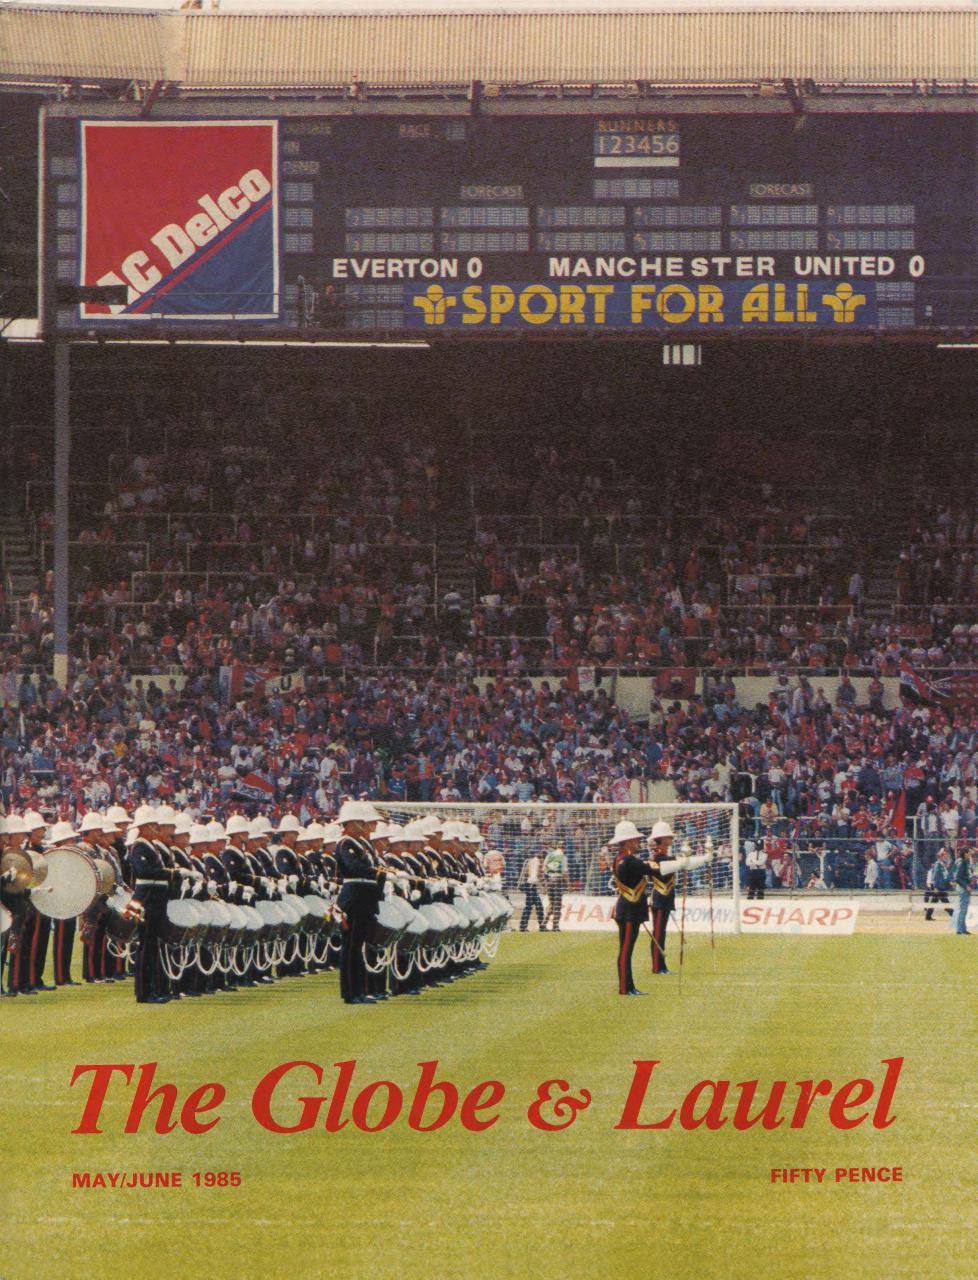 AC Delco
RACE
RUNNERS
123456
FORECAST
FORECAST
EVERTON 0 MANCHESTER UNITED 0
SPORT FOR ALL
SHARP
The Globe & Laurel
MAY/JUNE 1985
FIFTY PENCE